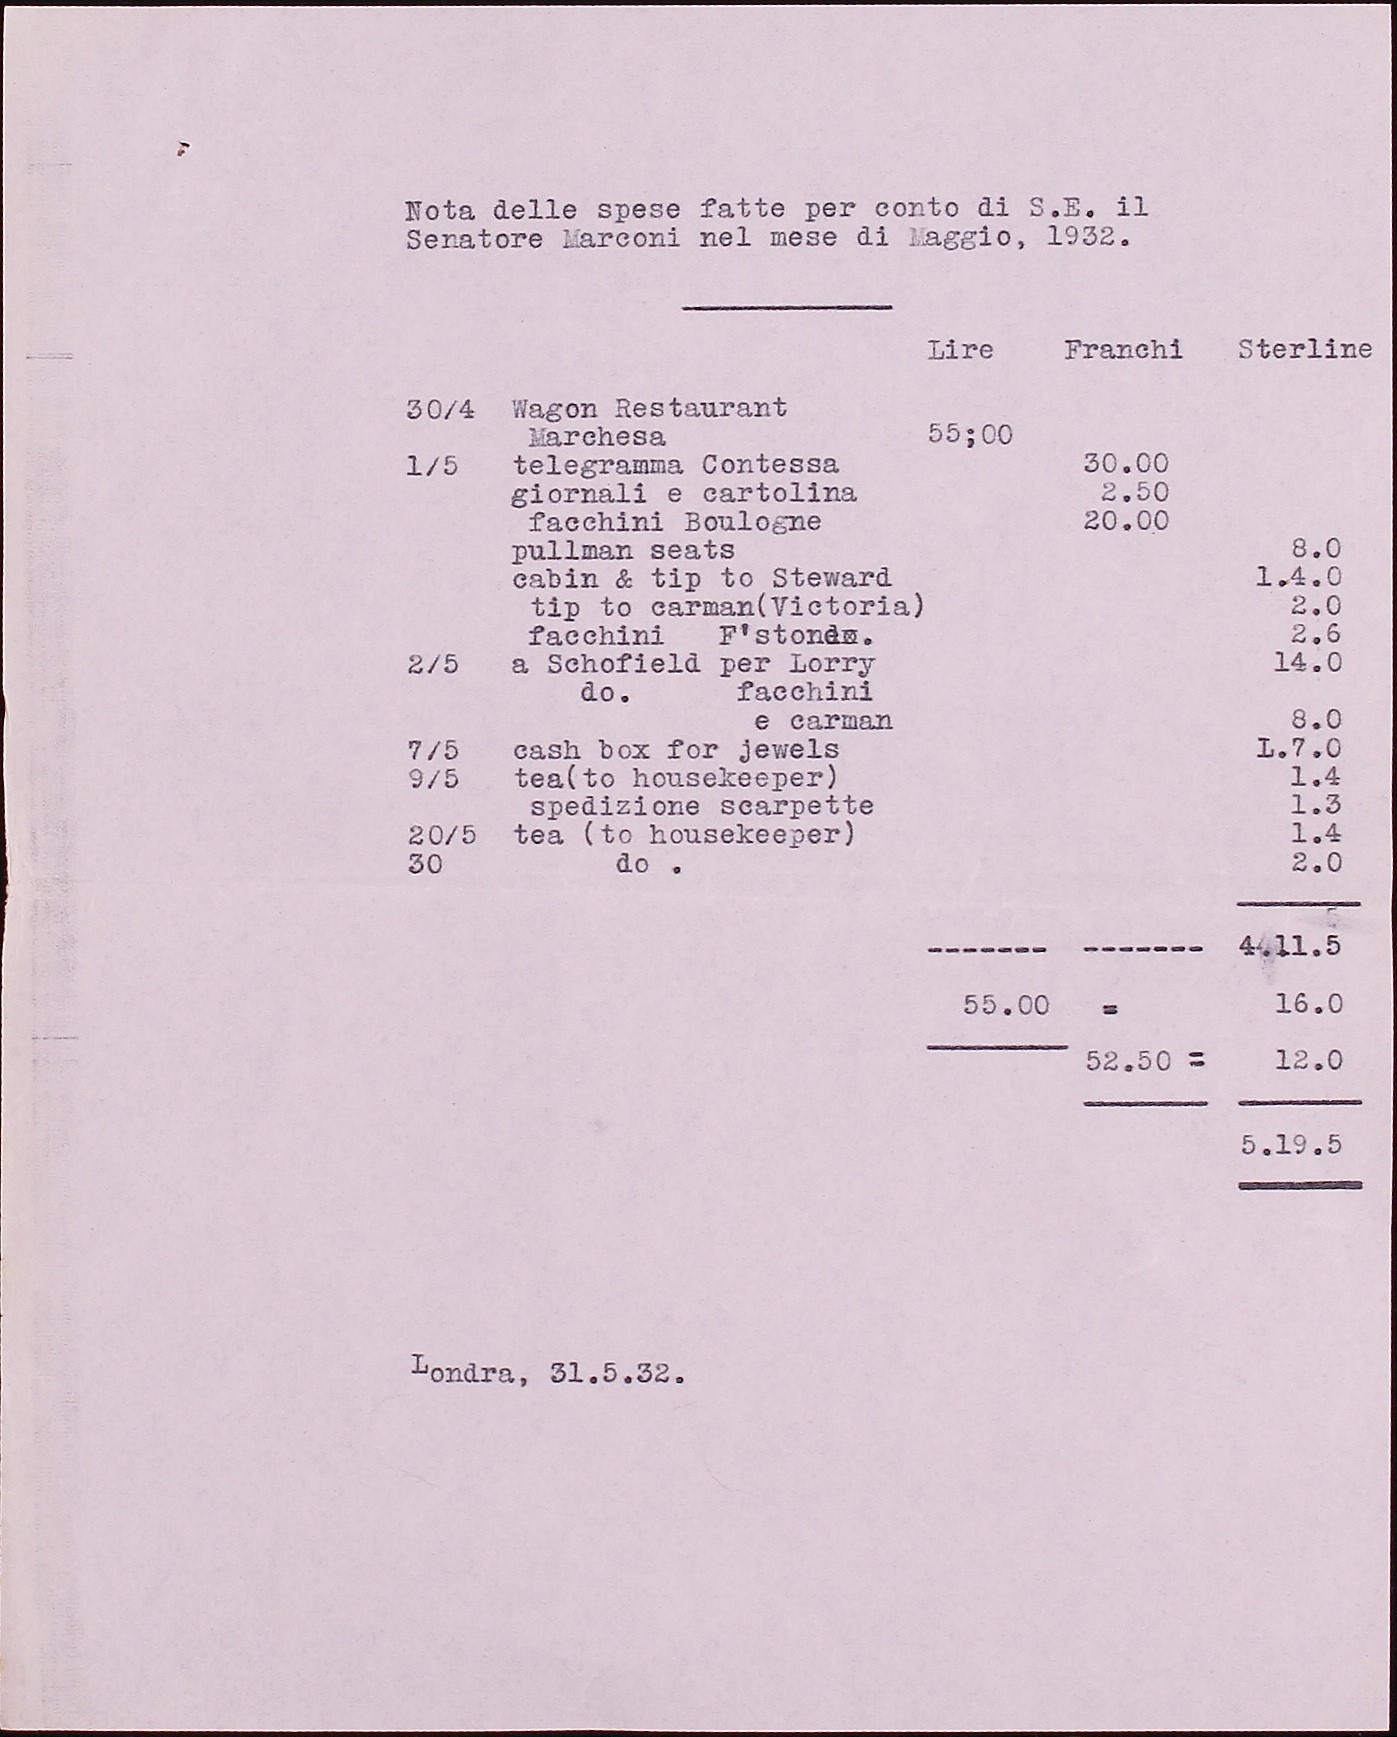 Nota delle spese fatte per conto di S.E. il
Senatore Marconi nel mese di Maggio, 1932.
Lire Franchi Sterline
30/4 Wagon Restaurant
Marchesa 55;00
1/5 telegramma Contessa 30.00
giornali e cartolina 2.50
facchini Boulogne 20.00
pullman seats 8.0
cabin & tip to Steward 1.4.0
tip to carman(Victoria) 2.0
facchini 2.6
2/5 a Schofield per Lorry 14.0
do. facchini
e carman 8.0
7/5 cash box for jewels L.7.0
9/5 tea(to housekeeper) 1.4
spedizione scarpette 1.3
20/5 tea (to housekeeper) 1.4
30 do . 2.0
------- ------- 4.11.5
55.00 = 16.0
52.50 = 12.0
5.19.5
Londra, 31.5.32.